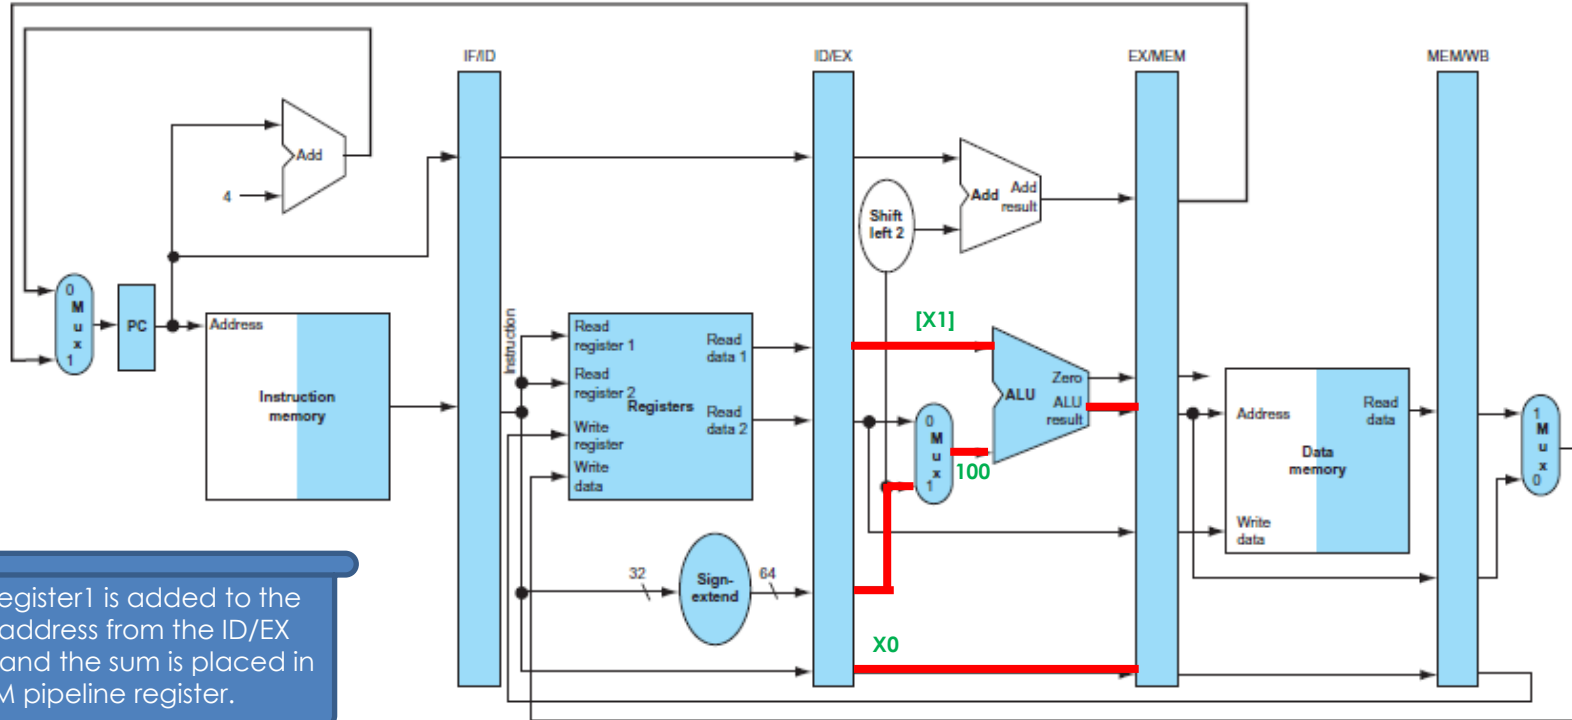 IF/ID
ID/EX
EX/MEM
MEM/WB
Add
4
Shift
left 2
Add
Add
result
0
M
u
x
1
PC
Address
Instruction
memory
Instruction
Read
register 1
Read
register 2
Registers
Write
register
Write
data
Read
data 1
Read
data 2
[X1]
0
M
u
x
1
100
Zero
ALU
ALU
result
Address
Read
data
Data
memory
Write
data
1
M
u
x
0
32
Sign-
extend
64
X0
egister1 is added to the
address from the ID/EX
and the sum is placed in
M pipeline register.